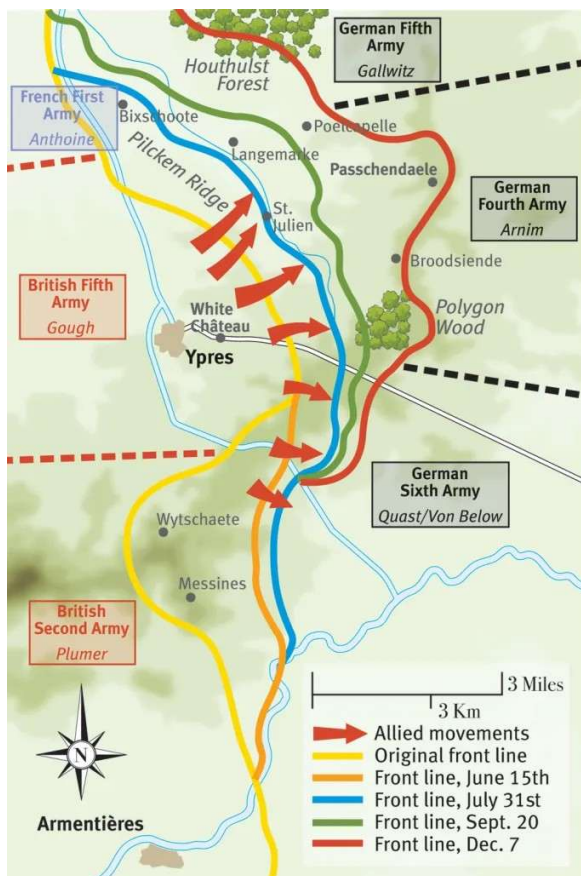 German Fifth
Army
Gallwitz
Houthulst
Forest
French First
Army
Anthoine
Bixschoote
Poelcapelle
Langemarke
Pilckem Ridge
Passchendaele
German
Fourth Army
Arnim
St.
Julien
Broodsiende
British Fifth
Army
Gough
White
Château
Polygon
Wood
Ypres
German
Sixth Army
Quast/Von Below
Wytschaete
Messines
British
Second Army
Plumer
3 Miles
3 Km
N
Allied movements
Original front line
Front line, June 15th
Front line, July 31st
Front line, Sept. 20
Front line, Dec. 7
Armentières